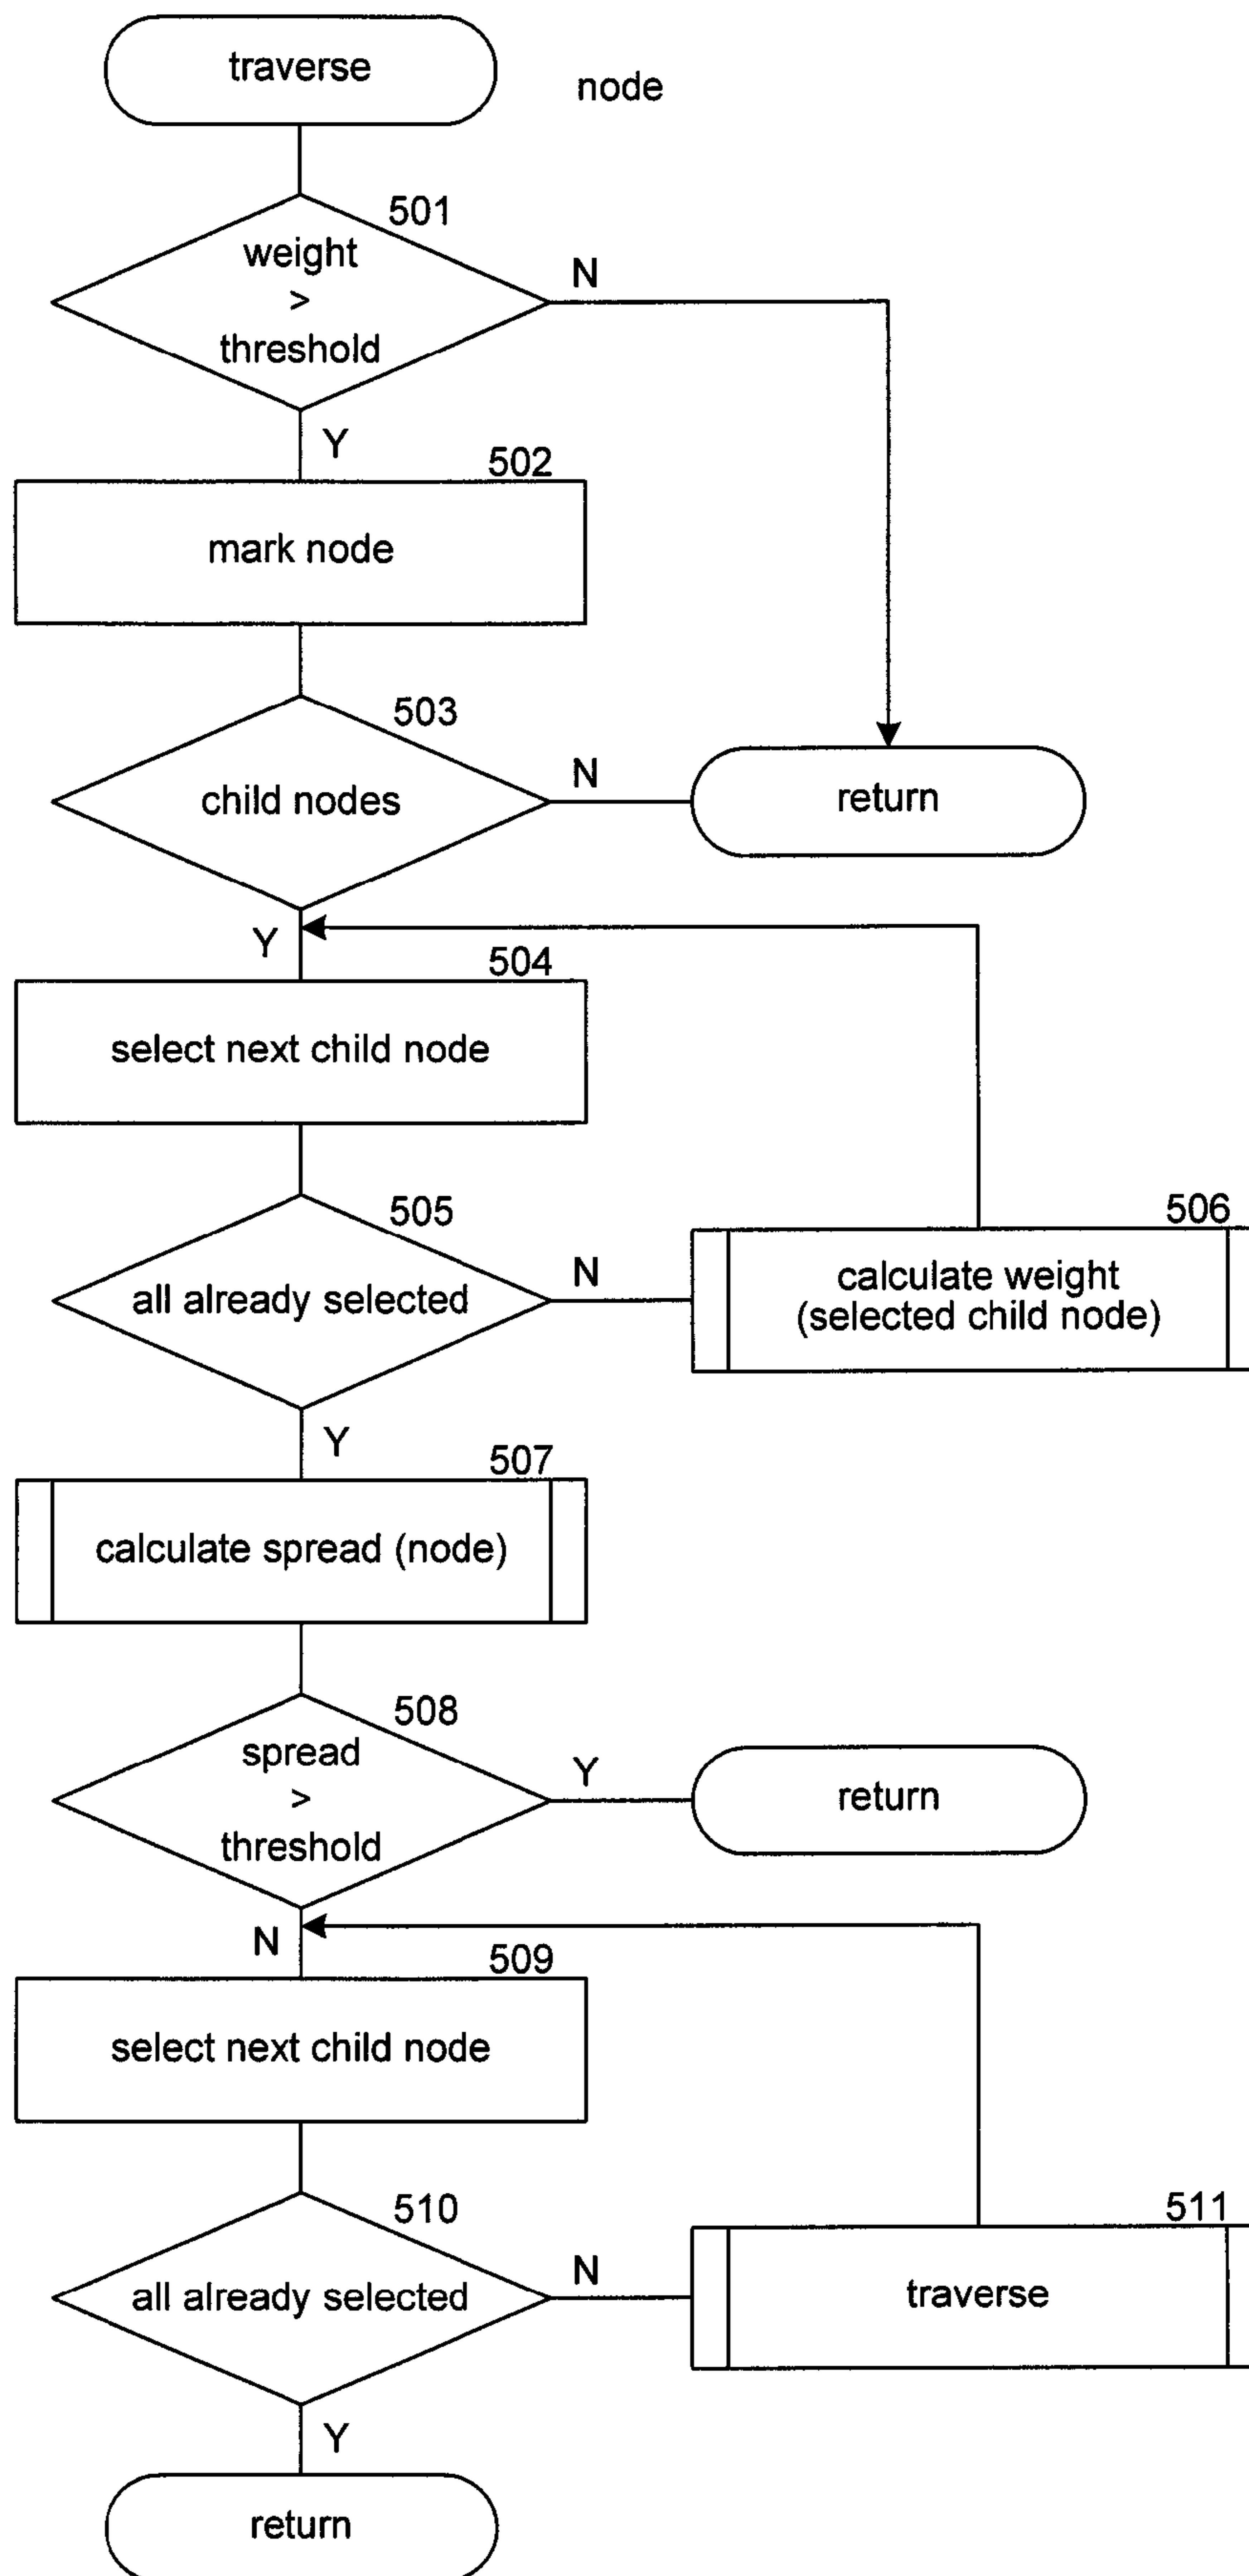 traverse
node
501
weight
>
threshold
N
Y
502
mark node
503
child nodes
N
return
Y
504
select next child node
505
all already selected
N
506
calculate weight
(selected child node)
Y
507
calculate spread (node)
508
spread
>
threshold
Y
return
N
509
select next child node
510
all already selected
N
511
traverse
Y
return